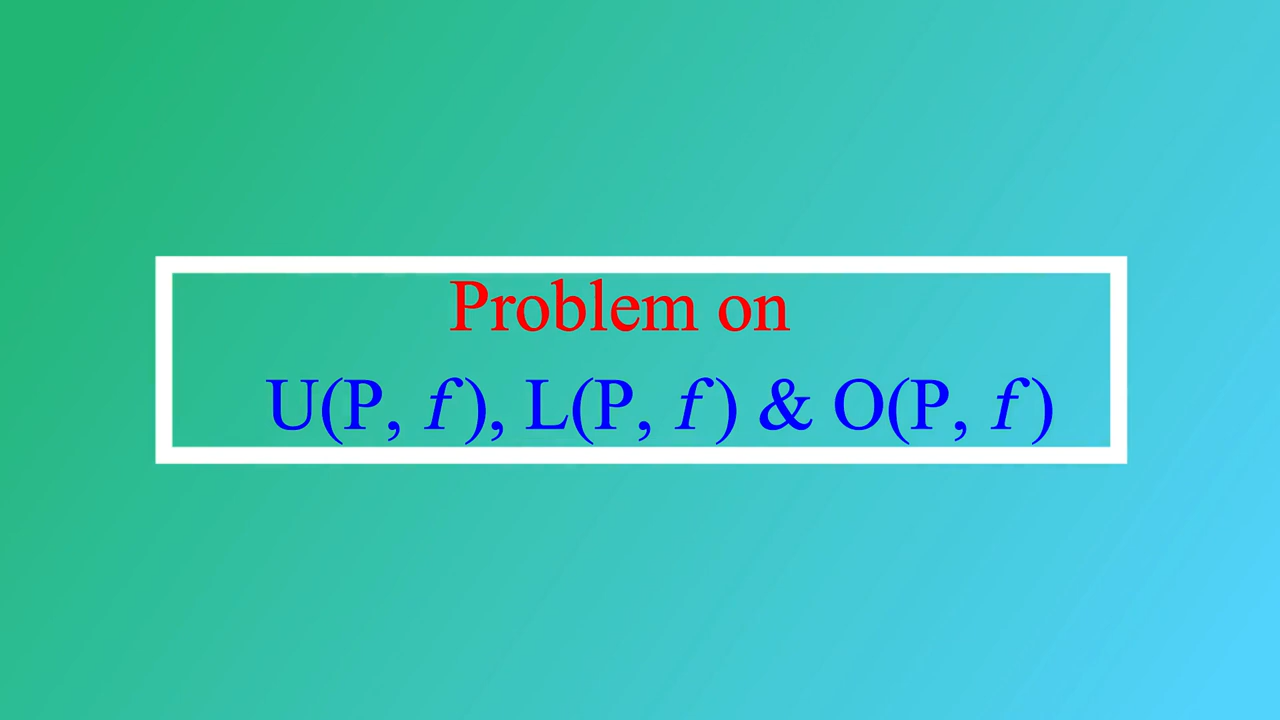 Problem on
U(P, f), L(P, f) & O(P, f)